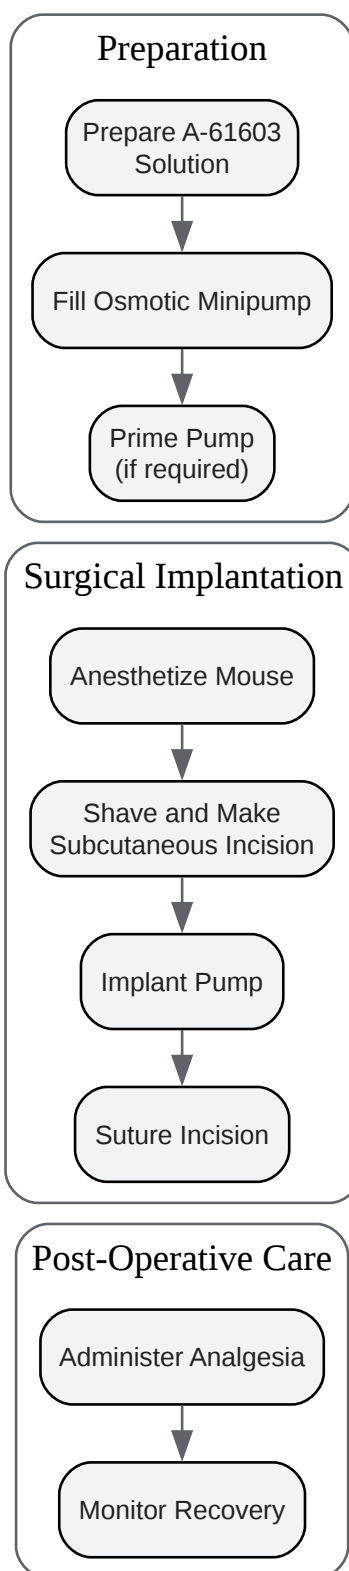 Preparation
Prepare A-61603
Solution
Fill Osmotic Minipump
Prime Pump
(if required)
Surgical Implantation
Anesthetize Mouse
Shave and Make
Subcutaneous Incision
Implant Pump
Suture Incision
Post-Operative Care
Administer Analgesia
Monitor Recovery